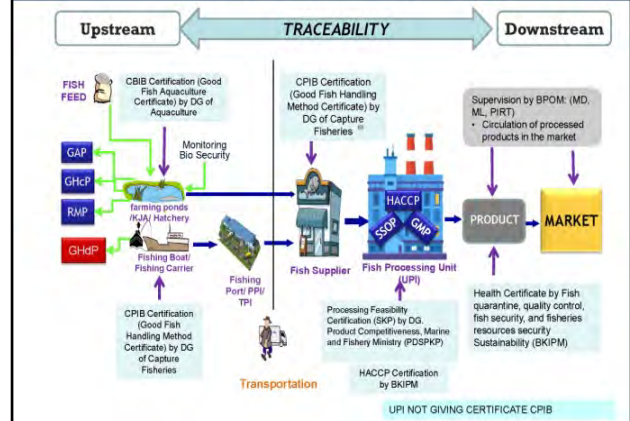 Upstream
TRACEABILITY
Downstream
FISH
FEED
CBIB Certification (Good
Fish Aquaculture
Certificate) by DG of
Aquaculture
CPIB Certification
(Good Fish Handling
Method Certificate) by
DG of Capture
Fisheries
Supervision by BPOM: (MD,
ML, PIRT)
• Circulation of processed
products in the market
Monitoring
Bio Security
GAP
GHcP
RMP
GHdP
farming ponds
/KJA/ Hatchery
Fishing Boat/
Fishing Carrier
Fishing
Port/ PPI/
TPI
Fish Supplier
HACCP
SSOP
GMP
Fish Processing Unit
(UPI)
PRODUCT
MARKET
CPIB Certification
(Good Fish
Handling Method
Certificate) by DG
of Capture
Fisheries
Transportation
Processing Feasibility
Certification (SKP) by DG.
Product Competiveness, Marine
and Fishery Ministry (PDSPKP)
HACCP Certification
by BKIPM
Health Certificate by Fish
quarantine, quality control,
fish security, and fisheries
resources security
Sustainability (BKIPM)
UPI NOT GIVING CERTIFICATE CPIB